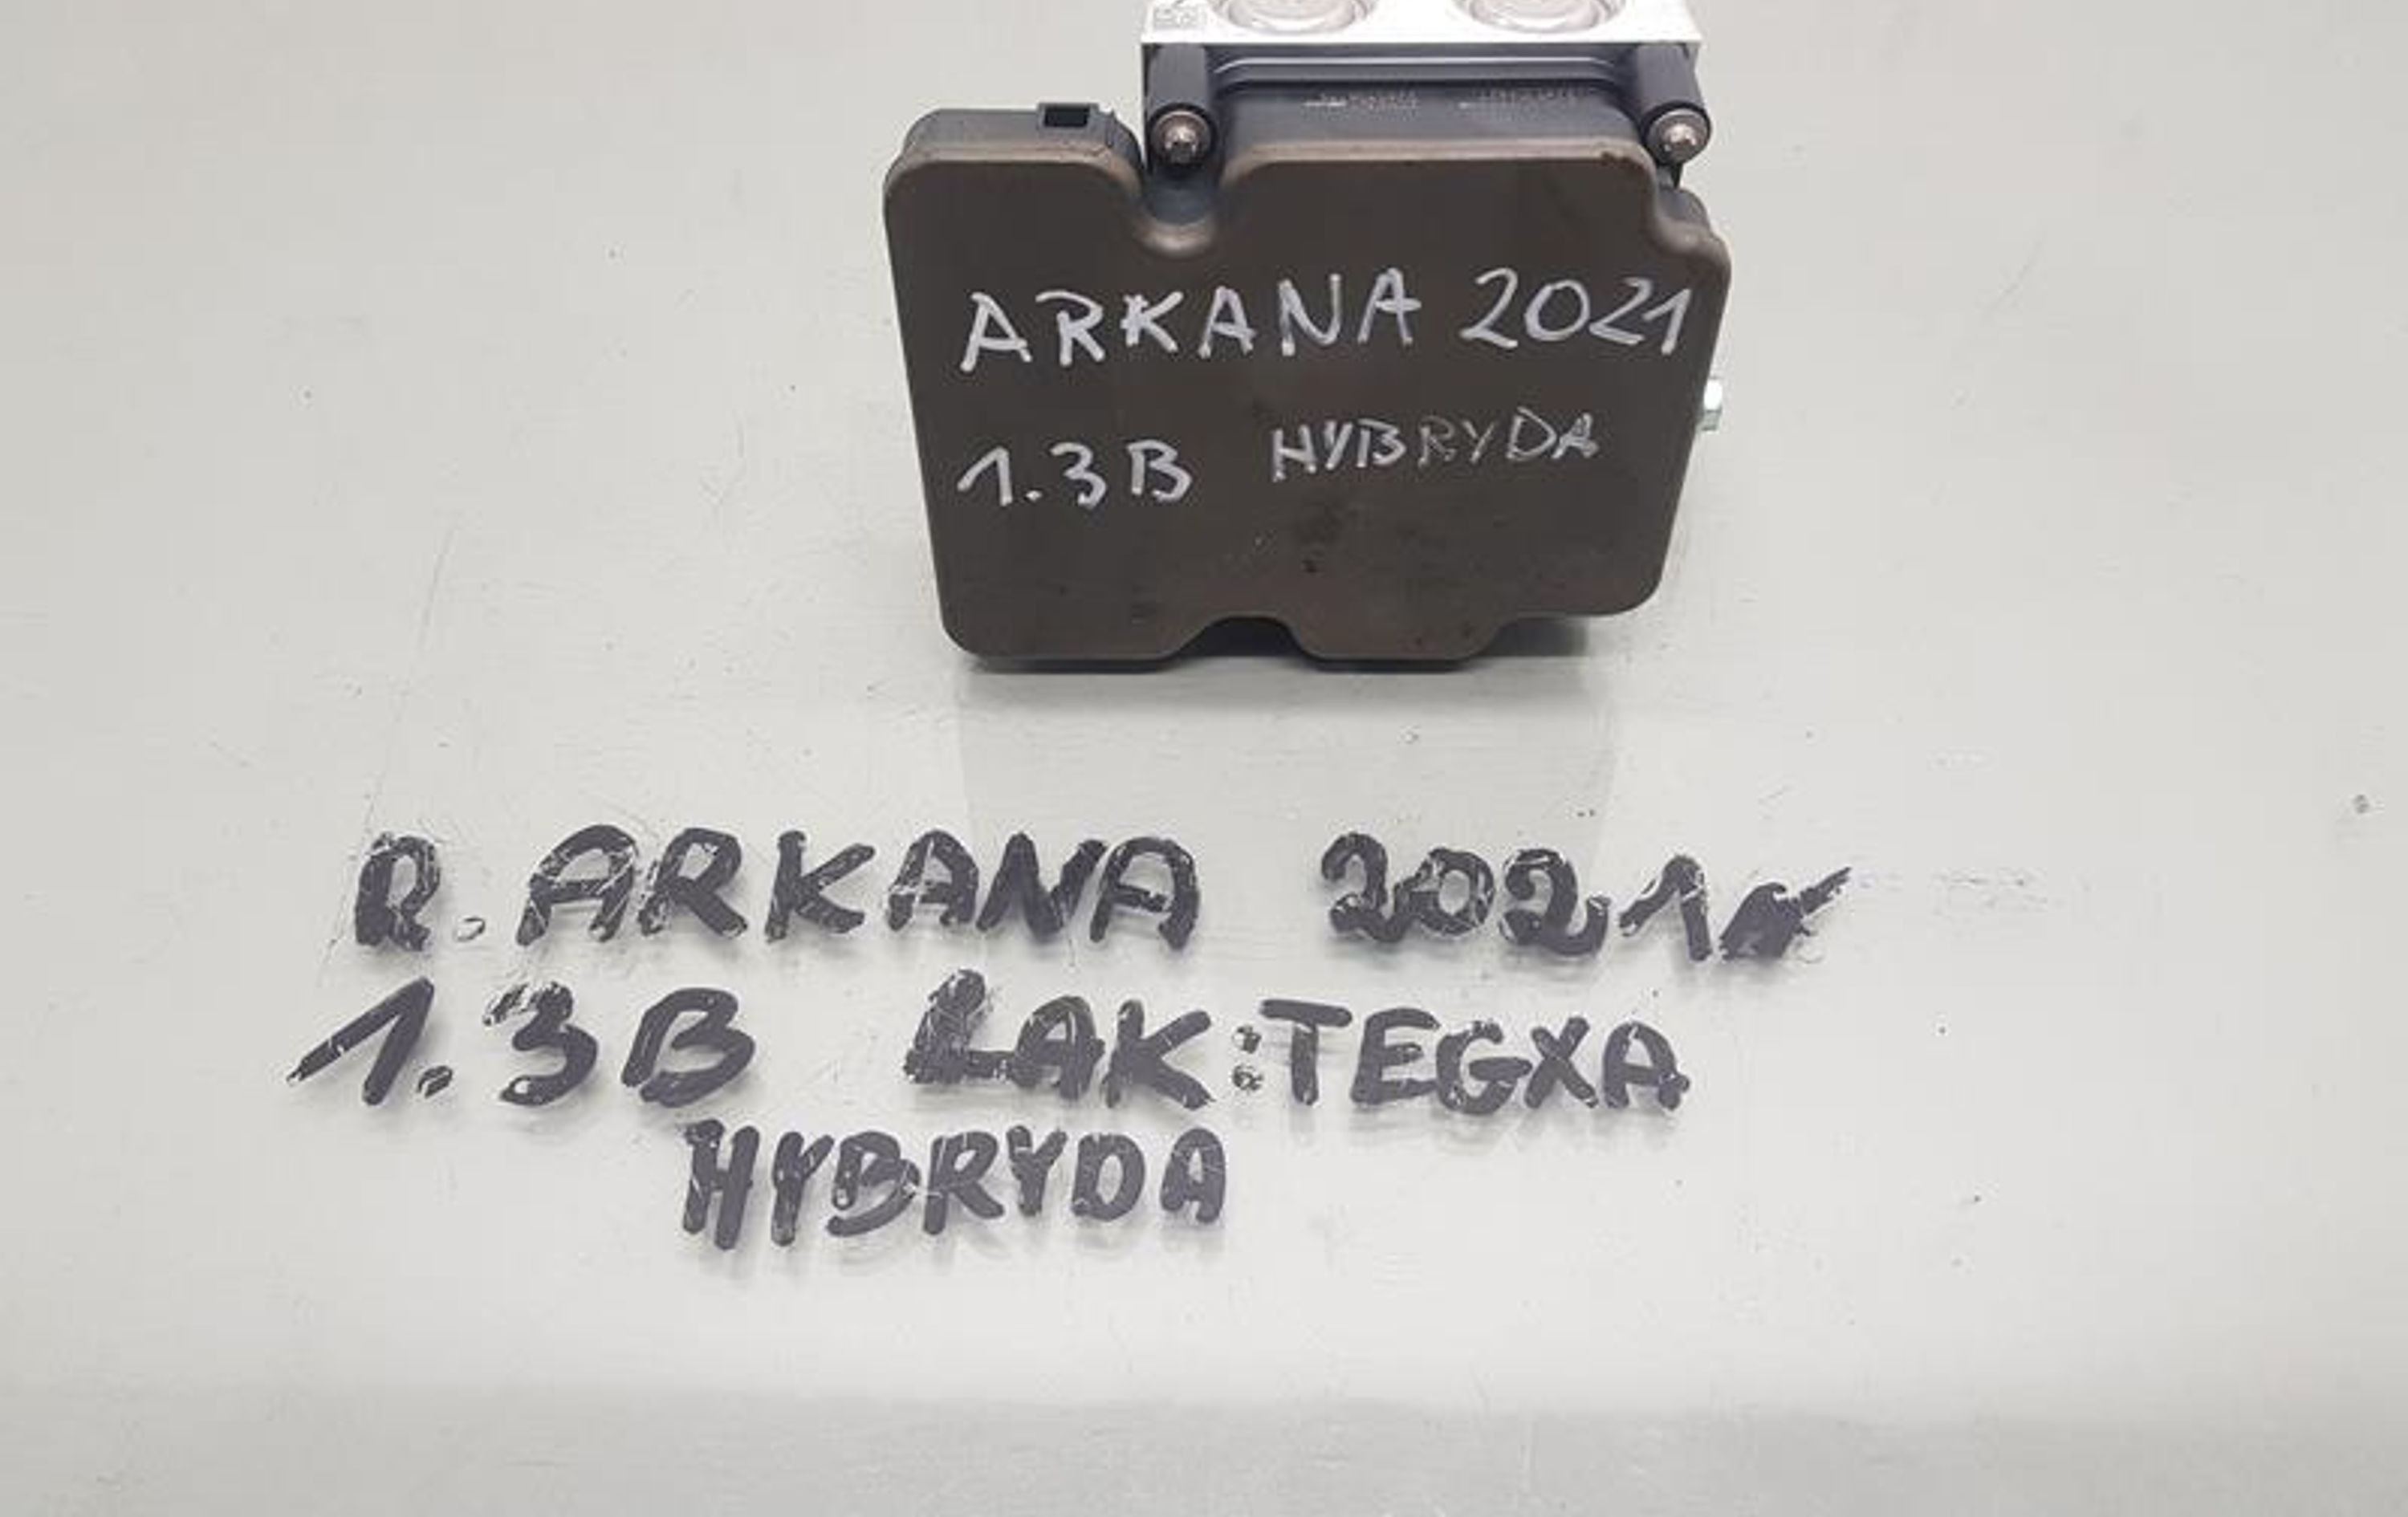 ARKANA 2021
1.3B HYBRYDA
R. ARKANA 2021r
1.3B LAK:TEGXA
HYBRYDA